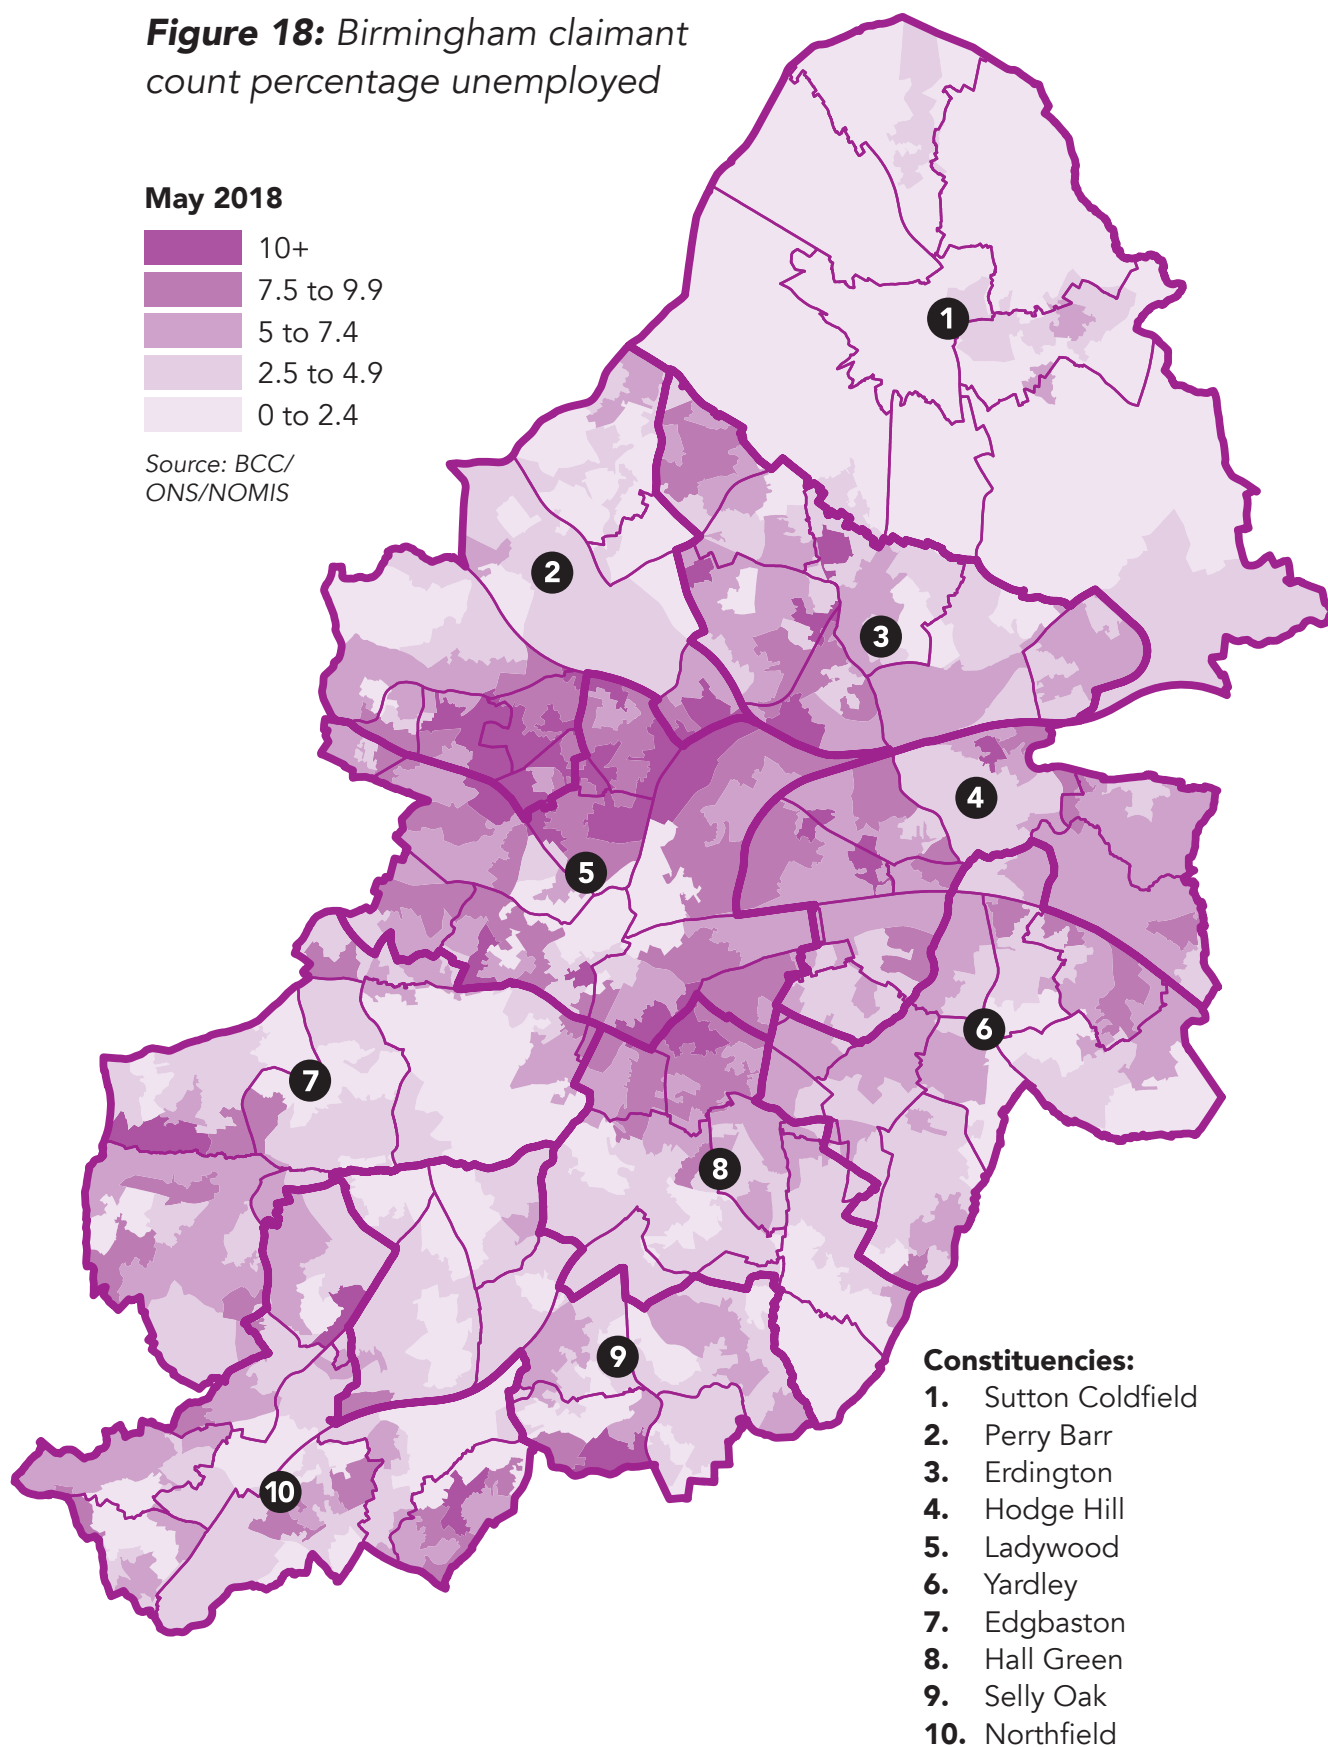 Figure 18: Birmingham claimant
count percentage unemployed
May 2018
10+
7.5 to 9.9
5 to 7.4
2.5 to 4.9
0 to 2.4
Source: BCC/
ONS/NOMIS
1
2
3
4
5
6
7
8
9
10
Constituencies:
1. Sutton Coldfield
2. Perry Barr
3. Erdington
4. Hodge Hill
5. Ladywood
6. Yardley
7. Edgbaston
8. Hall Green
9. Selly Oak
10. Northfield